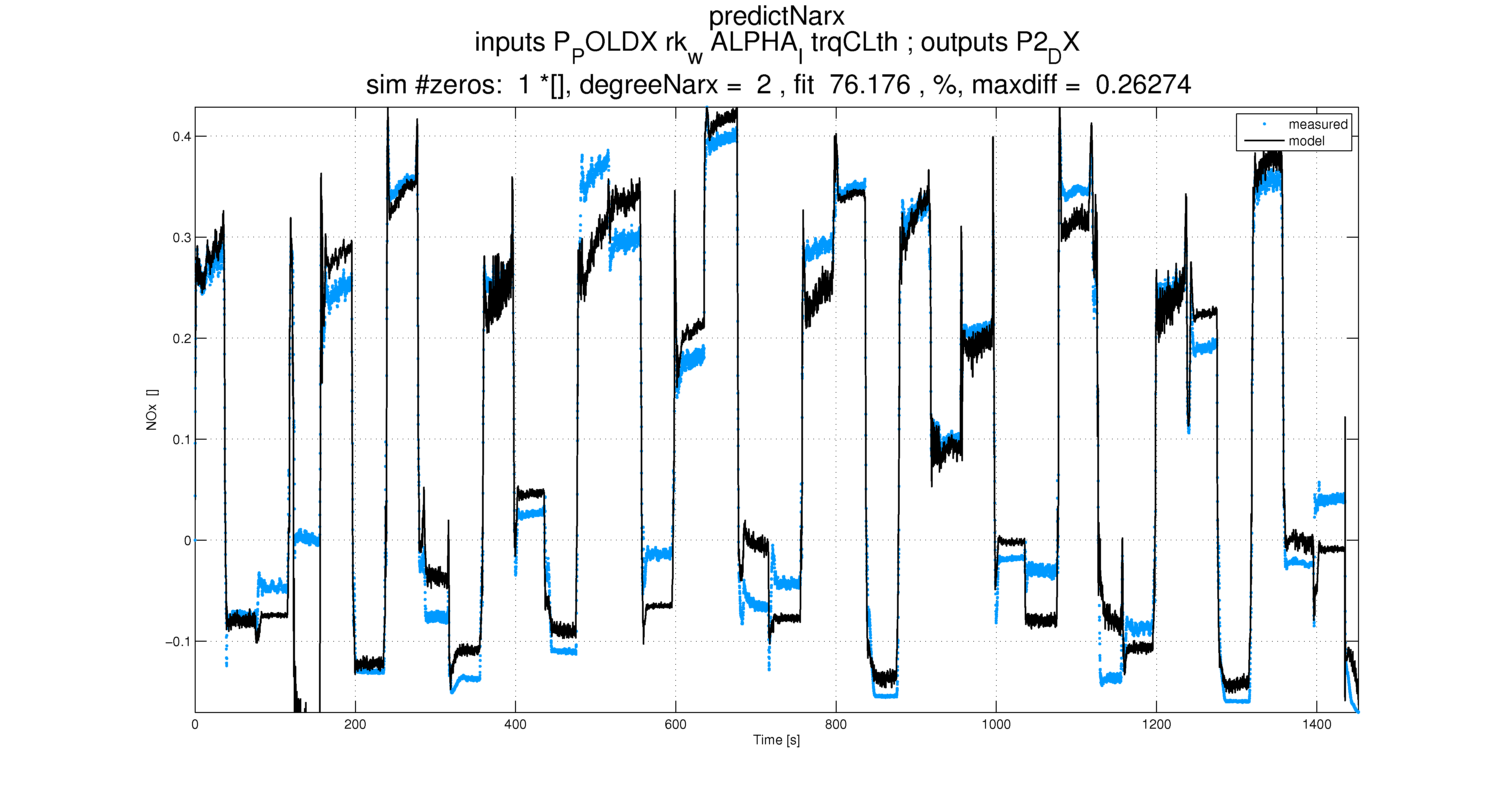 predictNarx
inputs P_POLDX rk_w ALPHA_I trqCLth ; outputs P2_DX
sim #zeros: 1 *[], degreeNarx = 2 , fit 76.176 , %, maxdiff = 0.26274
measured
model
0.4
0.3
0.2
0.1
0
−0.1
NOx []
0 200 400 600 800 1000 1200 1400
Time [s]